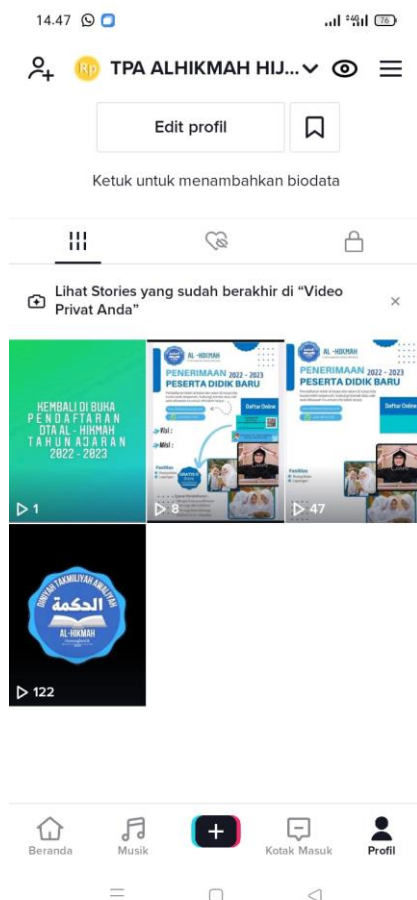 14.47
76
Rp
TPA ALHIKMAH HIJ...
Edit profil
Ketuk untuk menambahkan biodata
Lihat Stories yang sudah berakhir di “Video
Privat Anda”
KEMBALI DI BUKA
PENDAFTARAN
DTA AL - HIKMAH
TAHUN AJARAN
2022 - 2023
1
AL -HIKMAH
PENERIMAAN 2022 - 2023
PESERTA DIDIK BARU
Daftar Online
Visi :
Misi :
Fasilitas
8
AL -HIKMAH
PENERIMAAN 2022 - 2023
PESERTA DIDIK BARU
Daftar Online
Fasilitas
47
DINIYAH TAKMILIYAH AWALIYAH
الحكمة
AL-HIKMAH
122
Beranda
Musik
Kotak Masuk
Profil